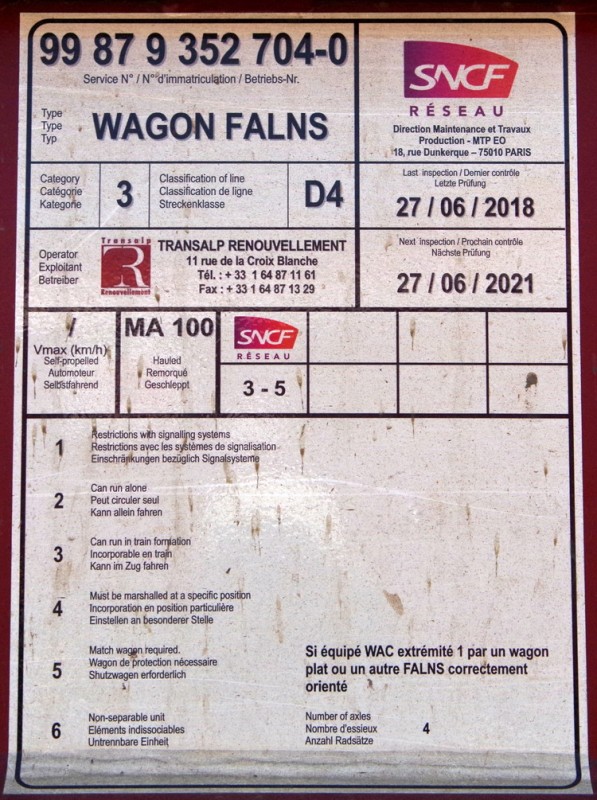 99 87 9 352 704-0
Service N° / N° d'immatriculation / Betriebs-Nr.
Type
Type
Typ
WAGON FALNS
SNCF
RÉSEAU
Direction Maintenance et Travaux
Production - MTP EO
18, rue Dunkerque – 75010 PARIS
Category
Catégorie
Kategorie
3
Classification of line
Classification de ligne
Streckenklasse
D4
Last inspection / Dernier contrôle
Letzte Prüfung
27 / 06 / 2018
Operator
Exploitant
Betreiber
Transalp
R
Renouvellement
TRANSALP RENOUVELLEMENT
11 rue de la Croix Blanche
Tél. : + 33 1 64 87 11 61
Fax : + 33 1 64 87 13 29
Next inspection / Prochain contrôle
Nächste Prüfung
27 / 06 / 2021
/
Vmax (km/h)
Self-propelled
Automoteur
Selbstfahrend
MA 100
Hauled
Remorqué
Geschleppt
SNCF
RÉSEAU
3 - 5
1
Restrictions with signalling systems
Restrictions avec les systèmes de signalisation
Einschränkungen bezüglich Signalsysteme
2
Can run alone
Peut circuler seul
Kann allein fahren
3
Can run in train formation
Incorporable en train
Kann im Zug fahren
4
Must be marshalled at a specific position
Incorporation en position particulière
Einstellen an besonderer Stelle
5
Match wagon required.
Wagon de protection nécessaire
Shutzwagen erforderlich
Si équipé WAC extrémité 1 par un wagon
plat ou un autre FALNS correctement
orienté
6
Non-separable unit
Eléments indissociables
Untrennbare Einheit
Number of axles
Nombre d'essieux
Anzahl Radsätze
4